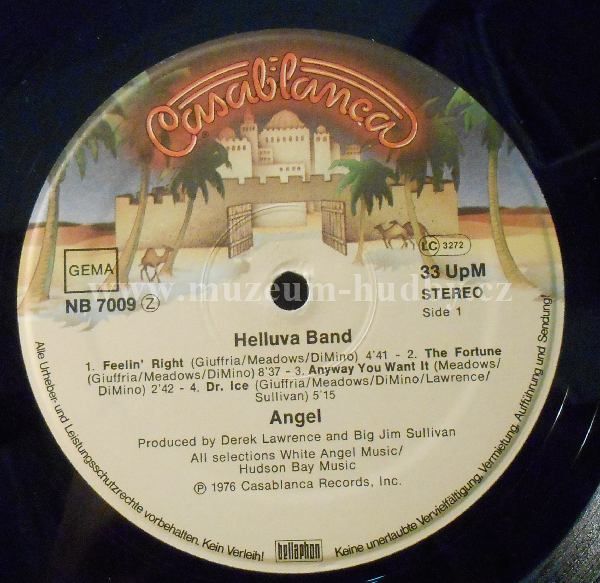 Casablanca
GEMA
NB 7009 Z
LC 3272
33 UpM
STEREO
Side 1
www.muzeum-hudby.cz
Helluva Band
1. Feelin' Right (Giuffria/Meadows/DiMino) 4'41 - 2. The Fortune
(Giuffria/Meadows/DiMino) 8'37 - 3. Anyway You Want It (Meadows/
DiMino) 2'42 - 4. Dr. Ice (Giuffria/Meadows/DiMino/Lawrence/
Sullivan) 5'15
Angel
Produced by Derek Lawrence and Big Jim Sullivan
All selections White Angel Music/
Hudson Bay Music
℗ 1976 Casablanca Records, Inc.
Alle Urheber- und Leistungsschutzrechte vorbehalten. Kein Verleih!
bellaphon
Keine unerlaubte Vervielfältigung, Vermietung, Aufführung und Sendung!